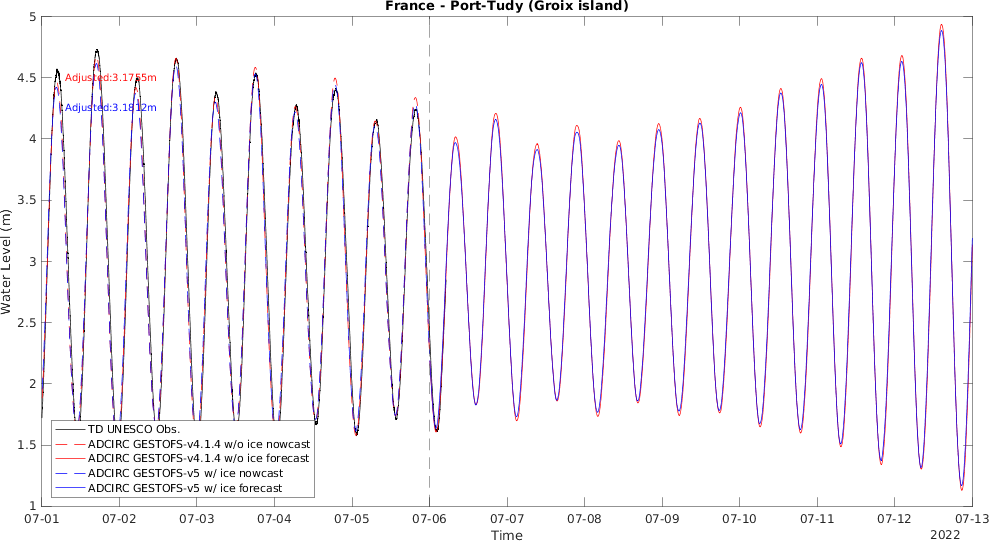 France - Port-Tudy (Groix island)
5
4.5
4
3.5
3
2.5
2
1.5
1
Water Level (m)
Adjusted:3.1755m
Adjusted:3.1812m
TD UNESCO Obs.
ADCIRC GESTOFS-v4.1.4 w/o ice nowcast
ADCIRC GESTOFS-v4.1.4 w/o ice forecast
ADCIRC GESTOFS-v5 w/ ice nowcast
ADCIRC GESTOFS-v5 w/ ice forecast
07-01 07-02 07-03 07-04 07-05 07-06 07-07 07-08 07-09 07-10 07-11 07-12 07-13
Time
2022